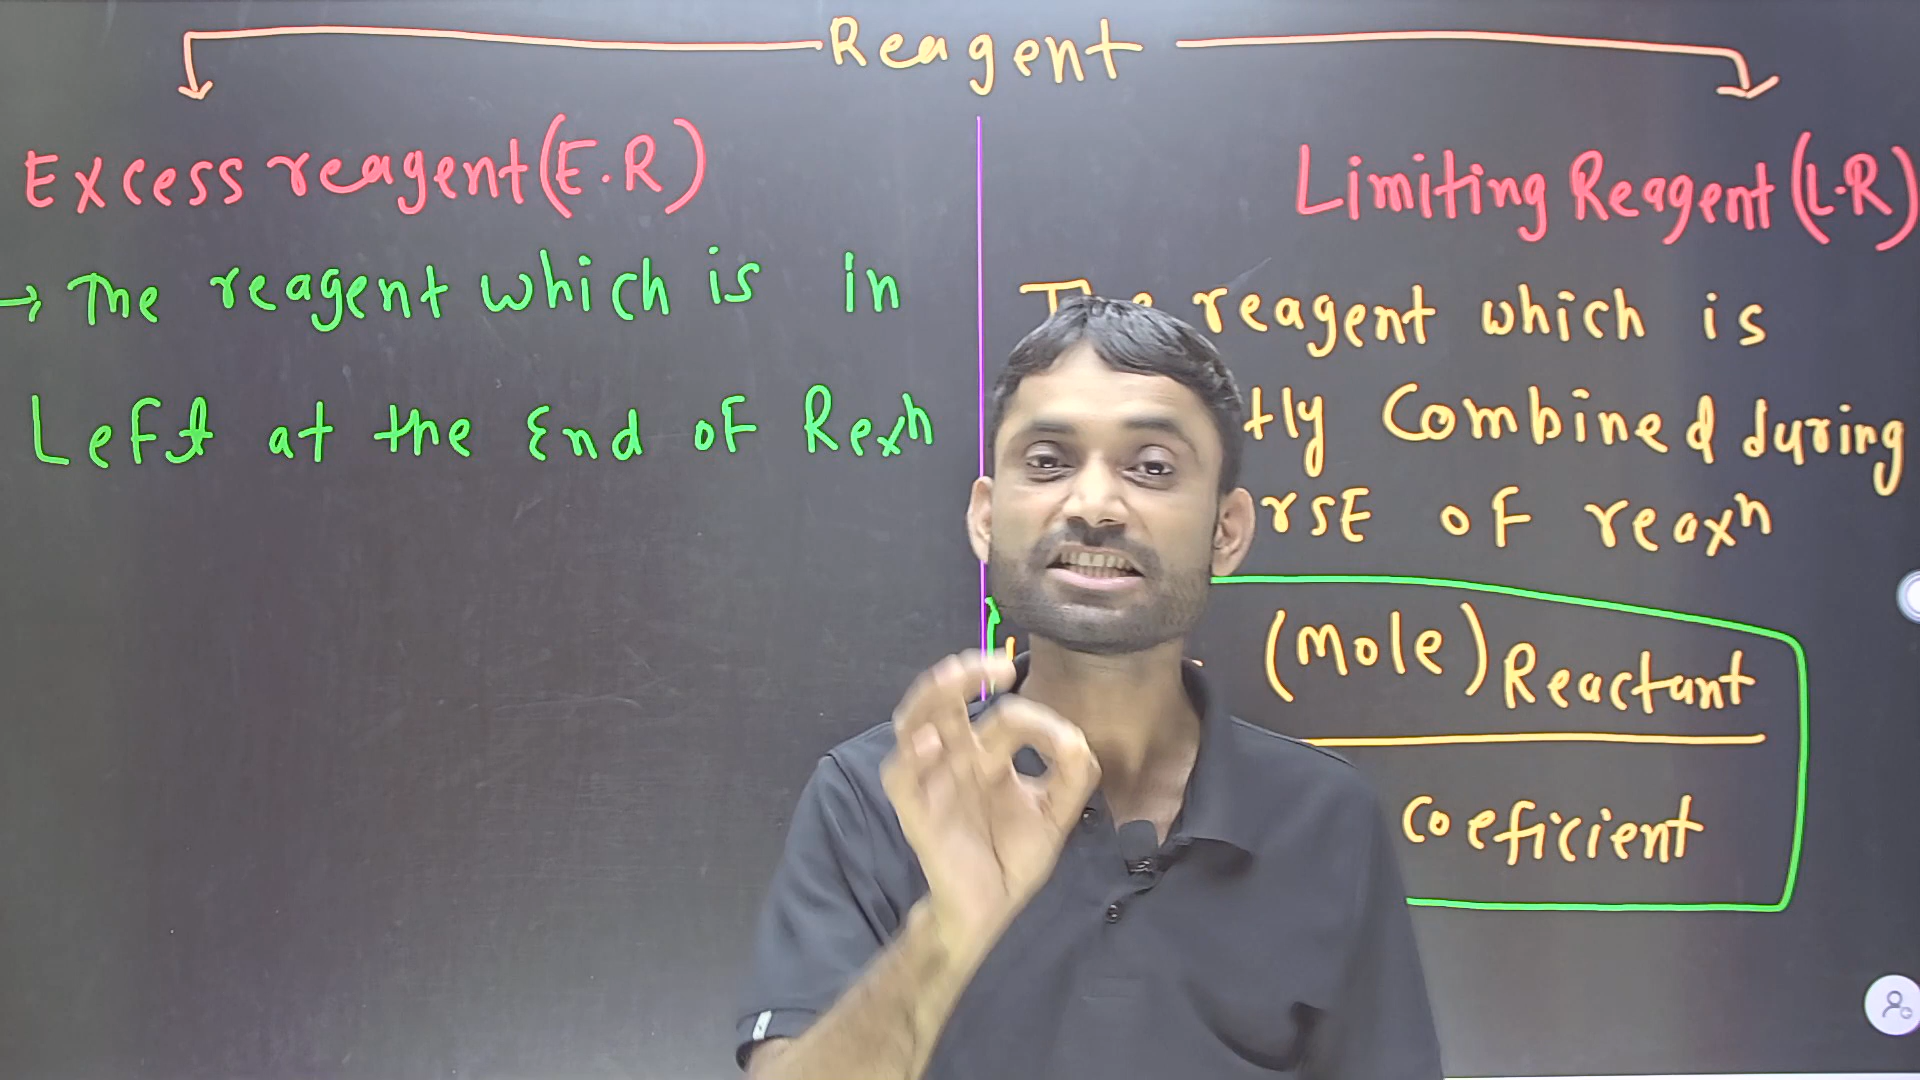 Reagent
Excess reagent (E.R)
→ The reagent which is in
Left at the End of Rexn
Limiting Reagent (L.R)
The reagent which is
tly Combined during
rsE of reaxn
(Mole) Reactant
coeficient